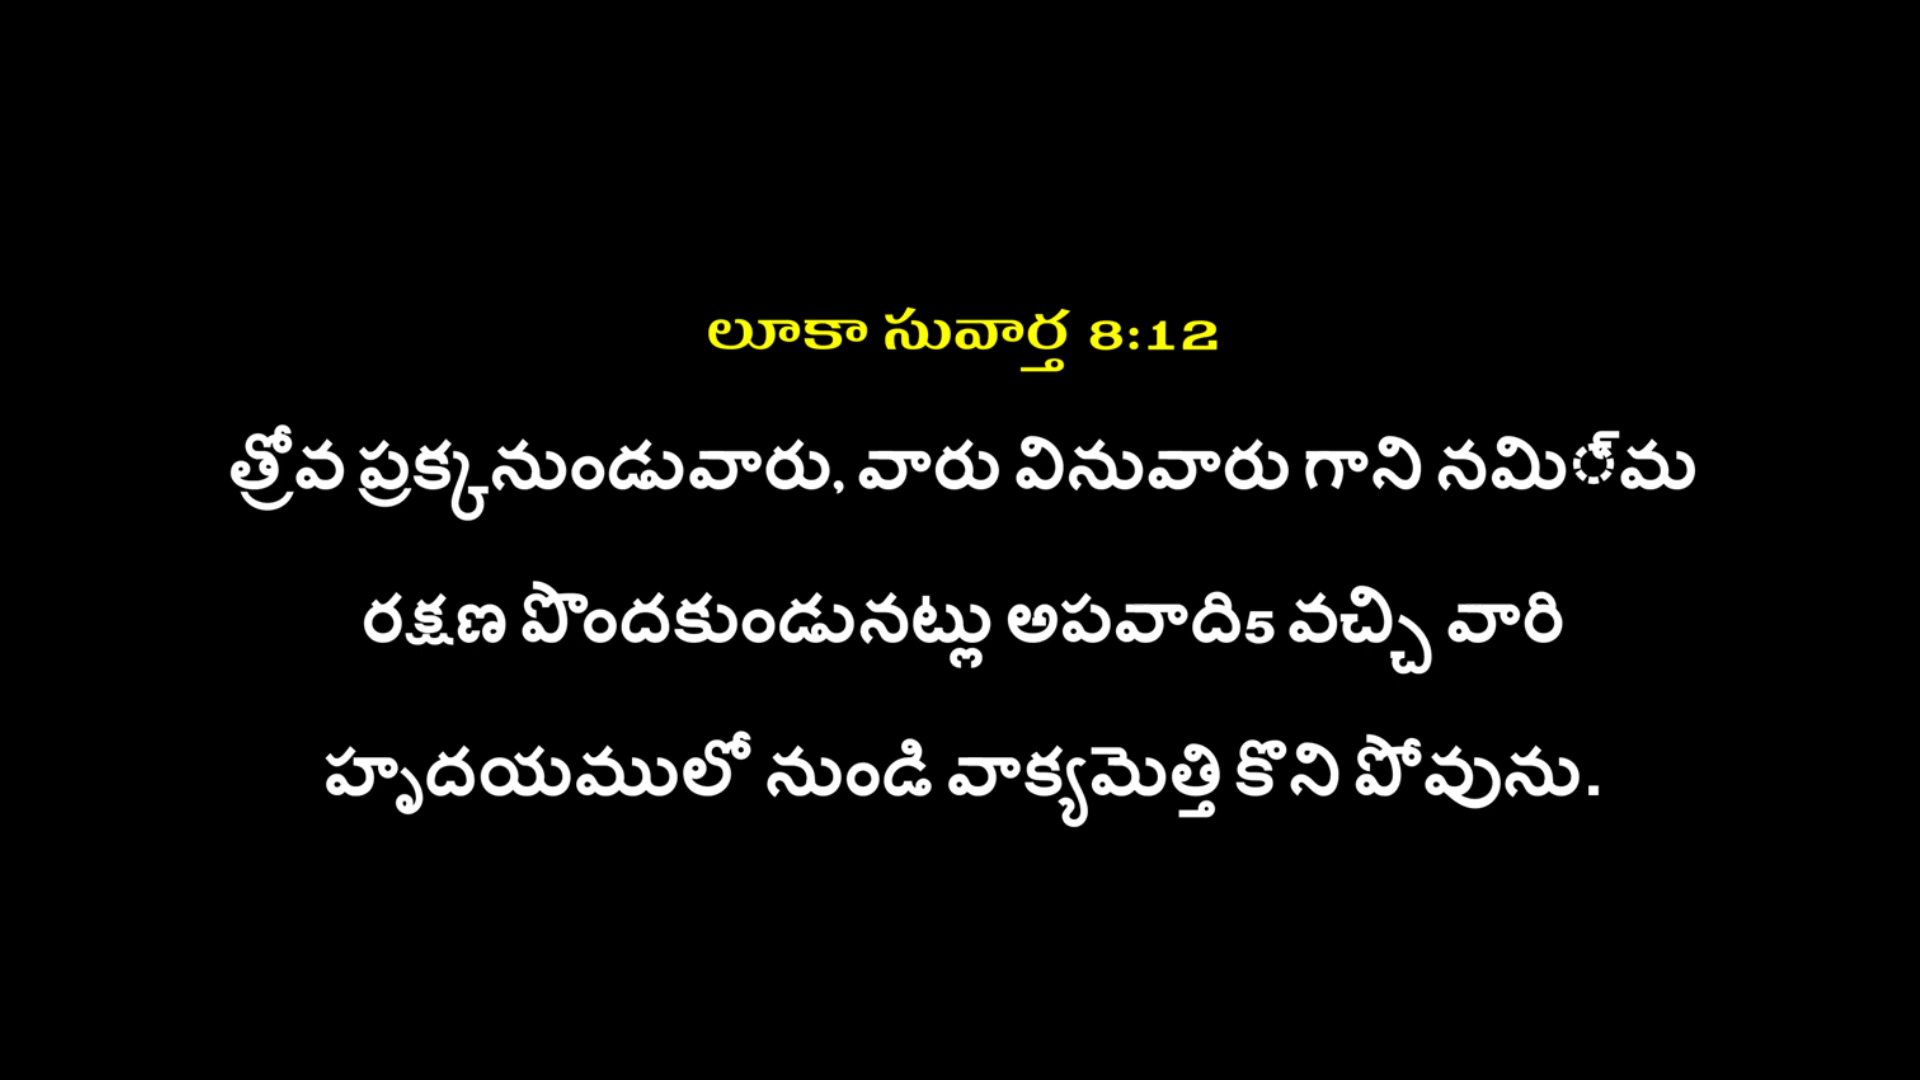 లూకా సువార్త 8:12
త్రోవ ప్రక్కనుండువారు, వారు వినువారు గాని నమి్మ
రక్షణ పొందకుండునట్లు అపవాది5 వచ్చి వారి
హృదయములో నుండి వాక్యమెత్తి కొని పోవును.